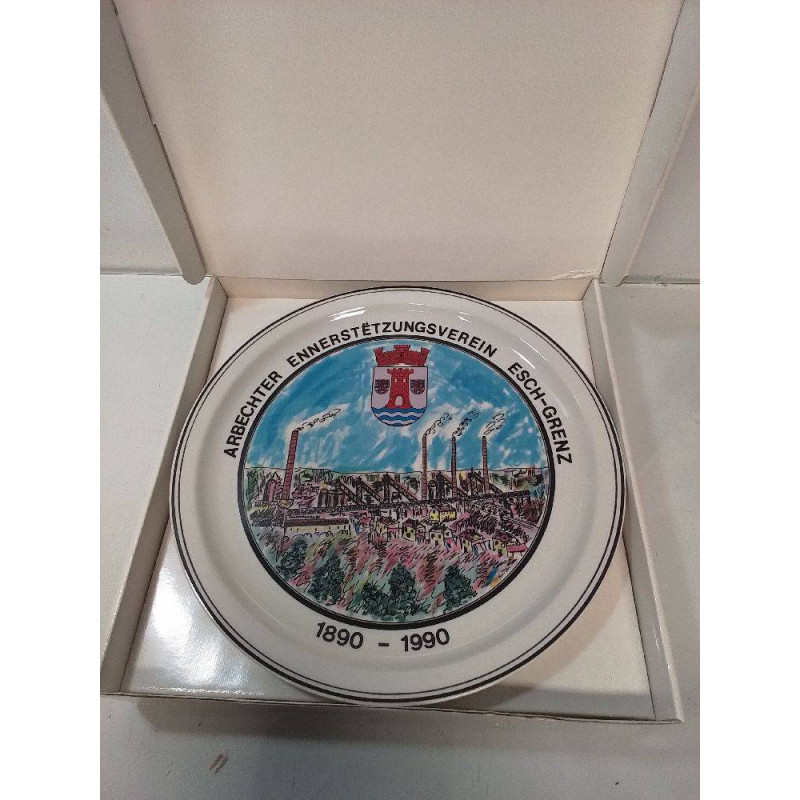 ARBECHTER ENNERSTËTZUNGSVEREIN ESCH-GRENZ
1890 - 1990